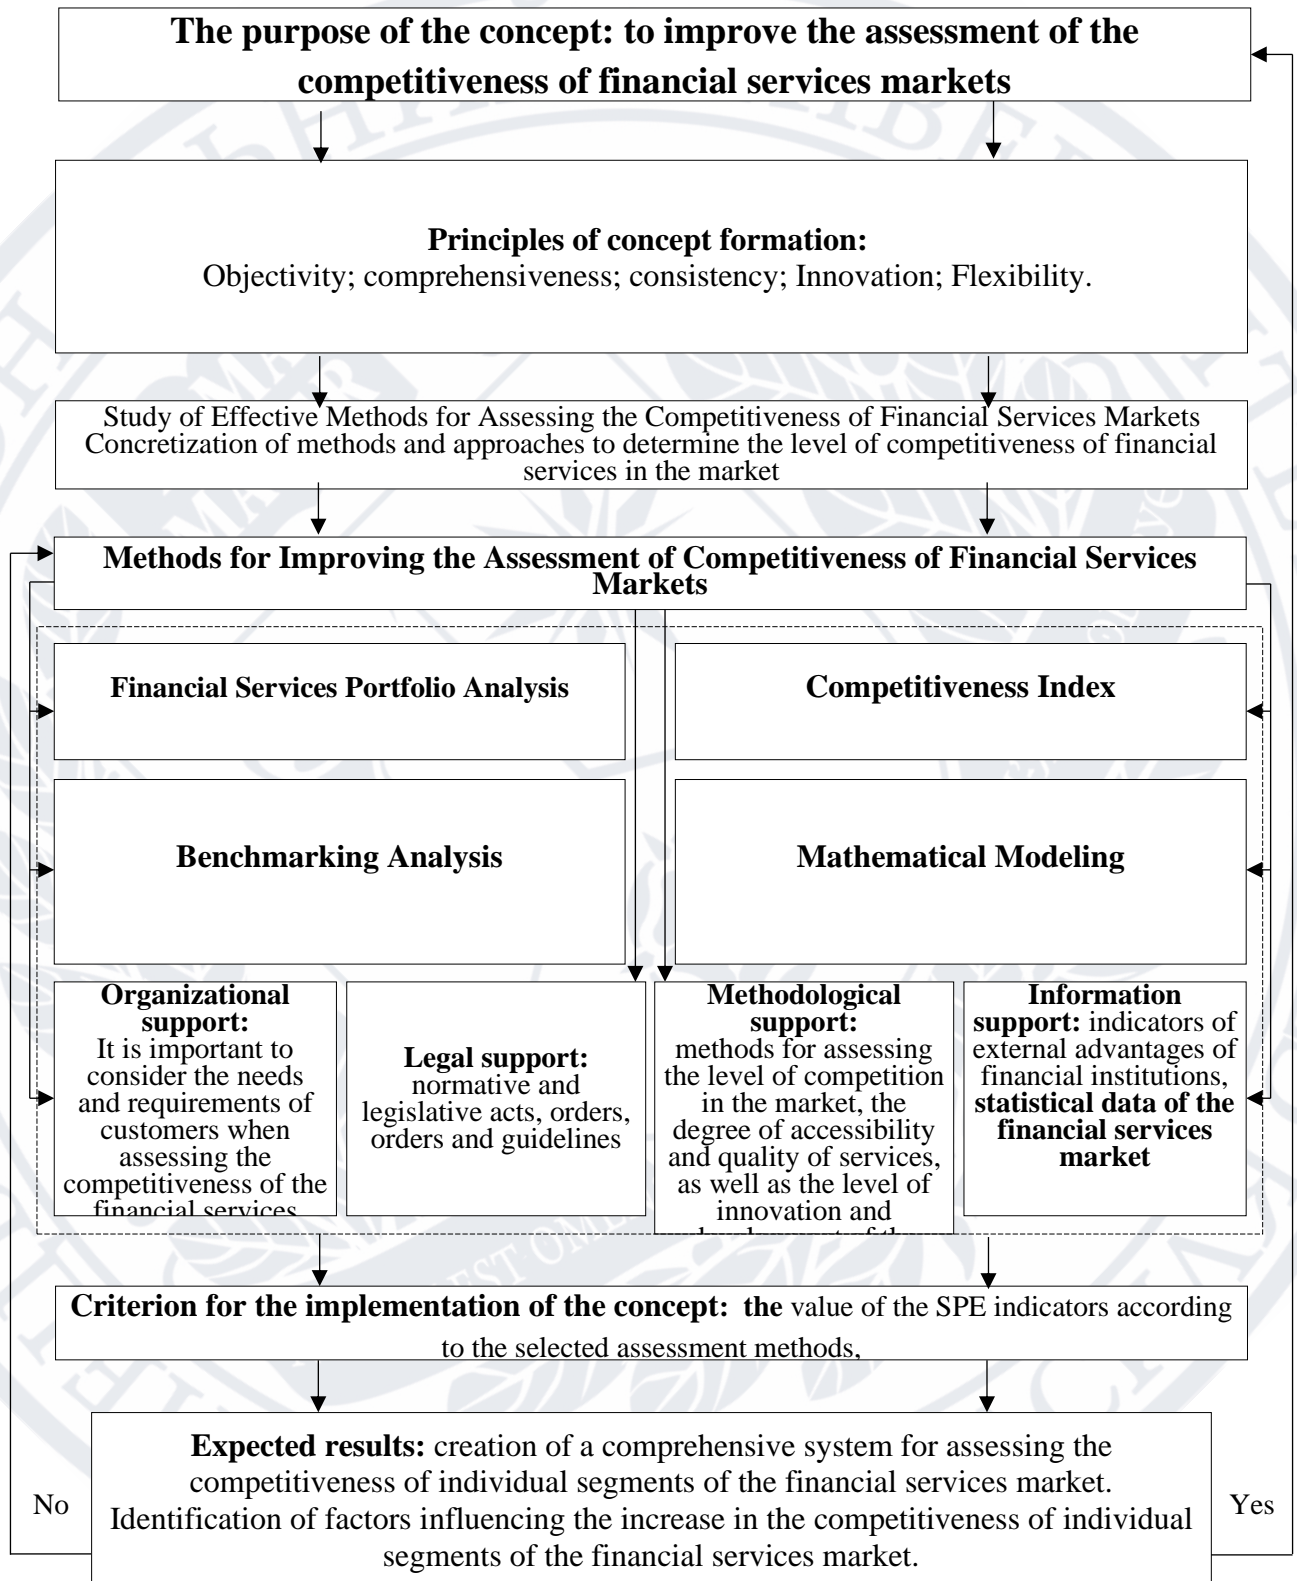 The purpose of the concept: to improve the assessment of the
competitiveness of financial services markets
Principles of concept formation:
Objectivity; comprehensiveness; consistency; Innovation; Flexibility.
Study of Effective Methods for Assessing the Competitiveness of Financial Services Markets
Concretization of methods and approaches to determine the level of competitiveness of financial
services in the market
Methods for Improving the Assessment of Competitiveness of Financial Services
Markets
Financial Services Portfolio Analysis
Competitiveness Index
Benchmarking Analysis
Mathematical Modeling
Organizational
support:
It is important to
consider the needs
and requirements of
customers when
assessing the
competitiveness of the
financial services
Legal support:
normative and
legislative acts, orders,
orders and guidelines
Methodological
support:
methods for assessing
the level of competition
in the market, the
degree of accessibility
and quality of services,
as well as the level of
innovation and
Information
support: indicators of
external advantages of
financial institutions,
statistical data of the
financial services
market
Criterion for the implementation of the concept: the value of the SPE indicators according
to the selected assessment methods,
Expected results: creation of a comprehensive system for assessing the
competitiveness of individual segments of the financial services market.
Identification of factors influencing the increase in the competitiveness of individual
segments of the financial services market.
No
Yes